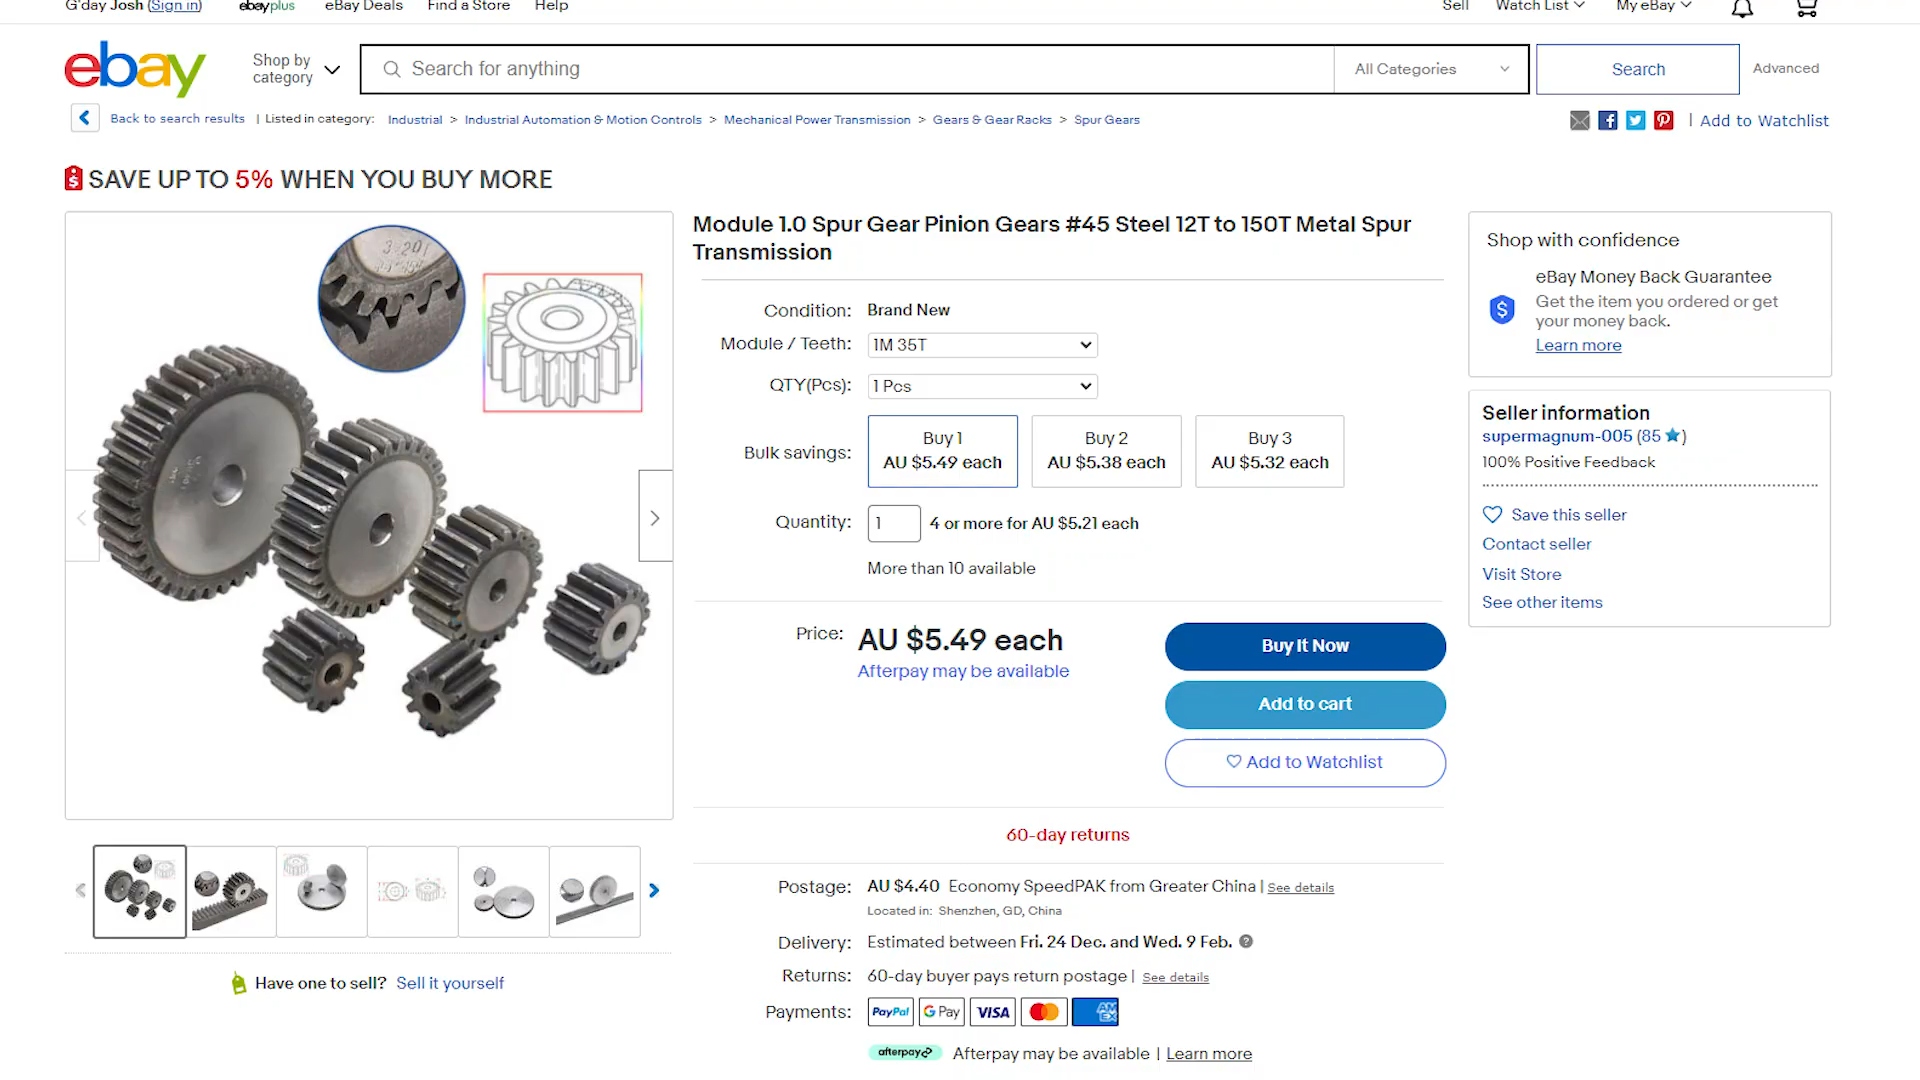 G'day Josh (Sign in)
ebayplus
eBay Deals
Find a Store
Help
Sell
Watch List
My eBay
ebay
Shop by
category
Search for anything
All Categories
Search
Advanced
Back to search results
| Listed in category:
Industrial > Industrial Automation & Motion Controls > Mechanical Power Transmission > Gears & Gear Racks > Spur Gears
| Add to Watchlist
SAVE UP TO 5% WHEN YOU BUY MORE
Module 1.0 Spur Gear Pinion Gears #45 Steel 12T to 150T Metal Spur
Transmission
Condition: Brand New
Module / Teeth: 1M 35T
QTY(Pcs): 1 Pcs
Bulk savings:
Buy 1
AU $5.49 each
Buy 2
AU $5.38 each
Buy 3
AU $5.32 each
Quantity: 1 4 or more for AU $5.21 each
More than 10 available
Price: AU $5.49 each
Afterpay may be available
Buy It Now
Add to cart
Add to Watchlist
60-day returns
Postage: AU $4.40 Economy SpeedPAK from Greater China | See details
Located in: Shenzhen, GD, China
Delivery: Estimated between Fri. 24 Dec. and Wed. 9 Feb.
Returns: 60-day buyer pays return postage | See details
Payments: PayPal G Pay VISA AMEX
afterpay Afterpay may be available | Learn more
Shop with confidence
eBay Money Back Guarantee
Get the item you ordered or get
your money back.
Learn more
Seller information
supermagnum-005 (85)
100% Positive Feedback
Save this seller
Contact seller
Visit Store
See other items
Have one to sell? Sell it yourself